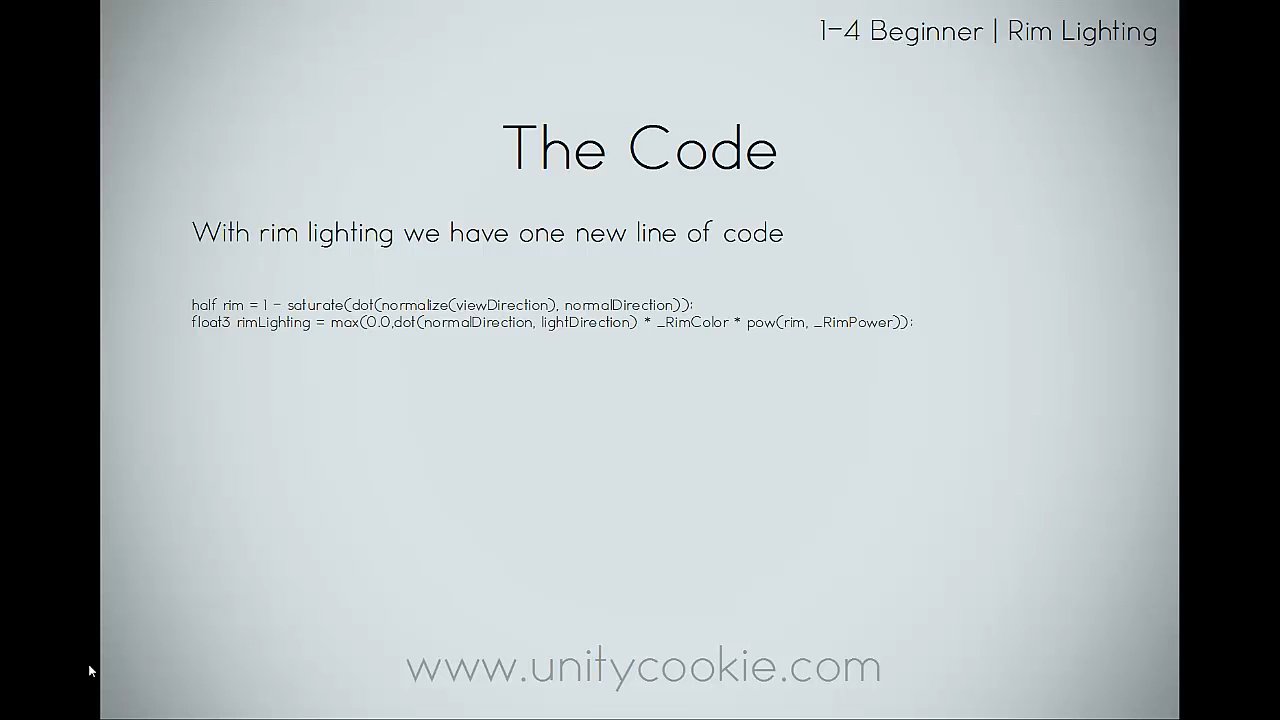 1-4 Beginner | Rim Lighting
The Code
With rim lighting we have one new line of code
half rim = 1 - saturate(dot(normalize(viewDirection), normalDirection));
float3 rimLighting = max(0.0,dot(normalDirection, lightDirection) * _RimColor * pow(rim, _RimPower));
www.unitycookie.com